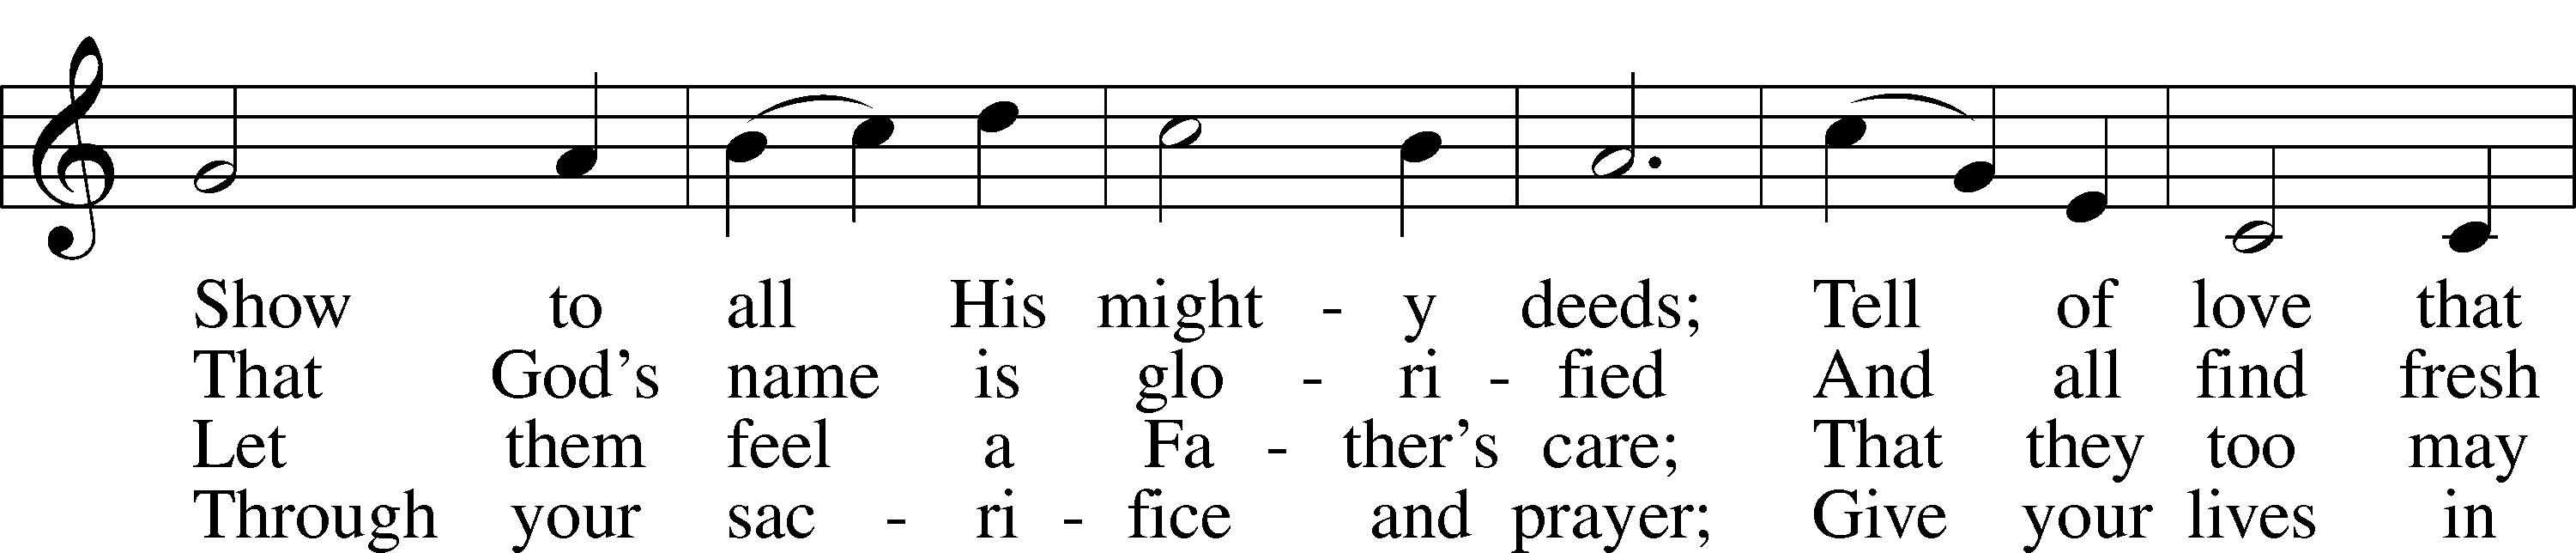 Show to all His might - y deeds; Tell of love that
That God's name is glo - ri - fied And all find fresh
Let them feel a Fa - ther's care; That they too may
Through your sac - ri - fice and prayer; Give your lives in